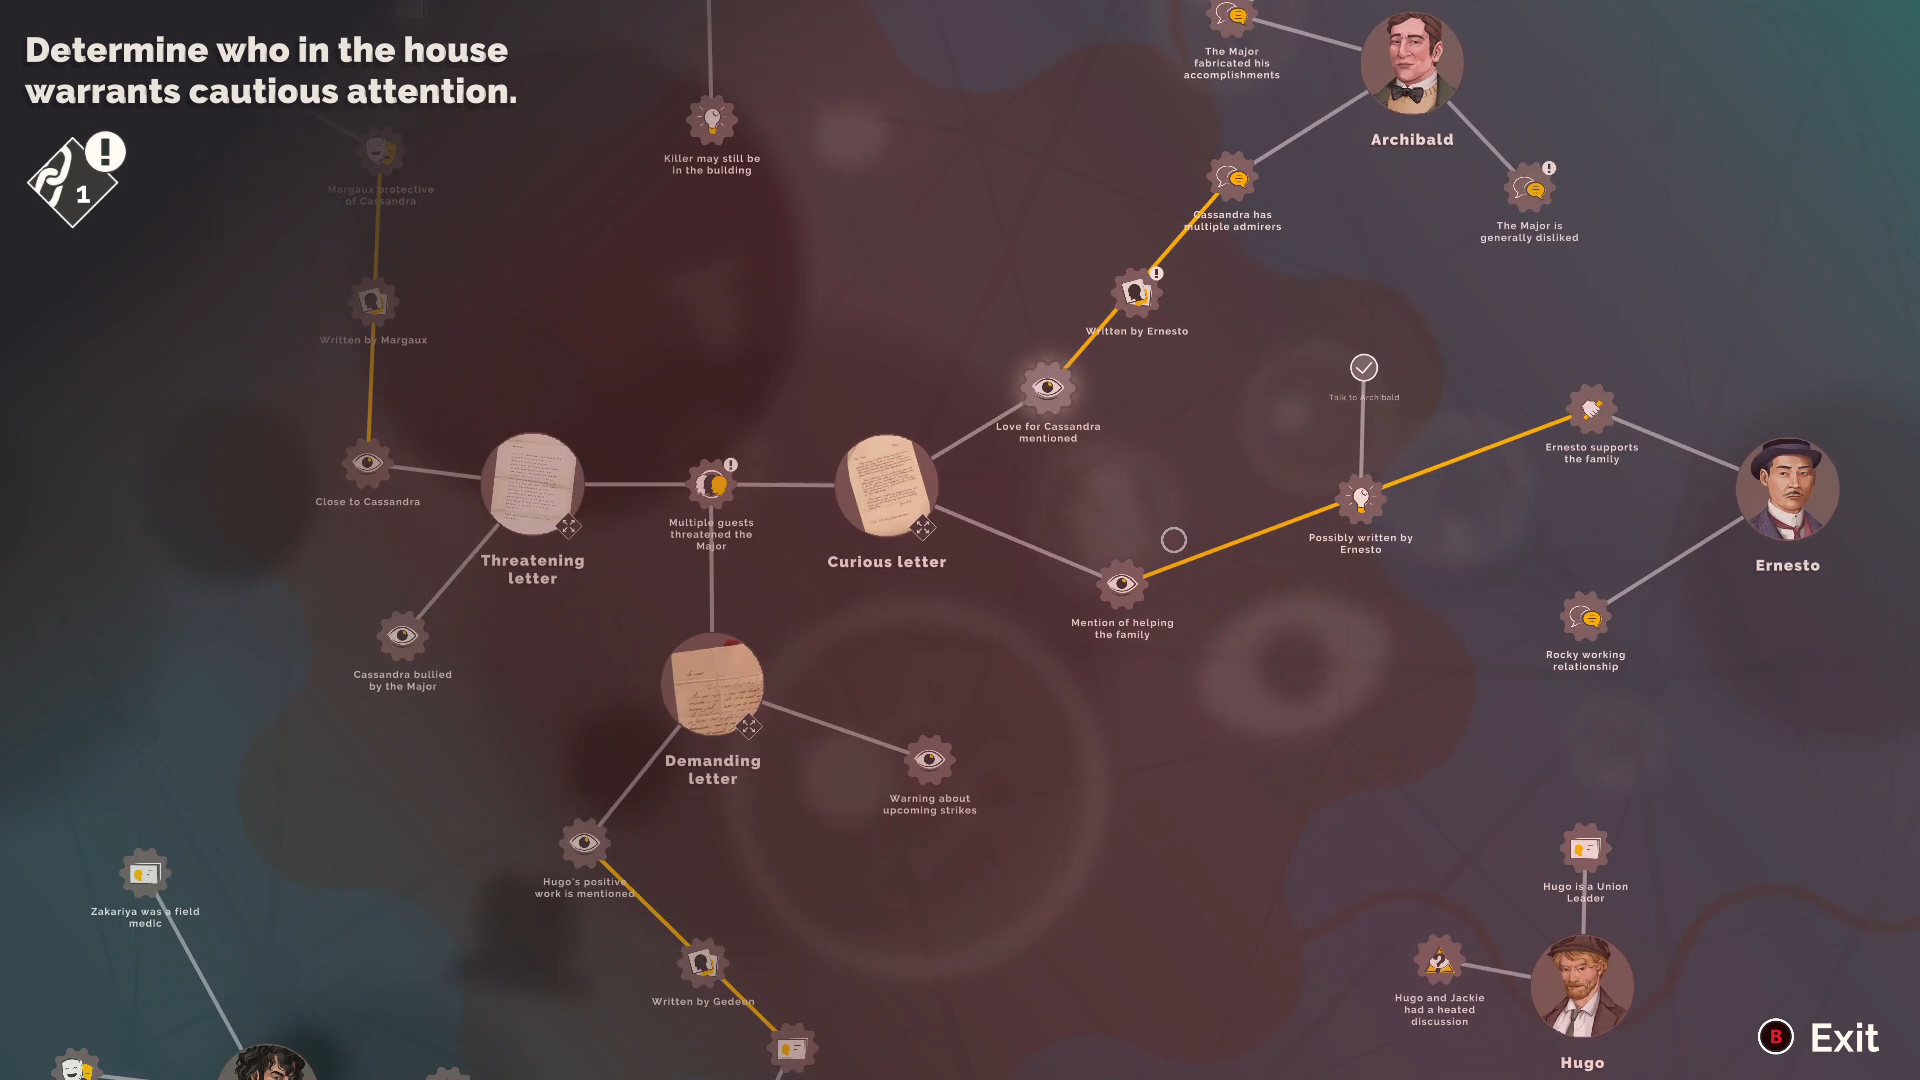 Determine who in the house
warrants cautious attention.
1
The Major
fabricated his
accomplishments
Archibald
Killer may still be
in the building
Margaux protective
of Cassandra
Cassandra has
multiple admirers
The Major is
generally disliked
Written by Margaux
Written by Ernesto
Talk to Archibald
Love for Cassandra
mentioned
Ernesto supports
the family
Close to Cassandra
Multiple guests
threatened the
Major
Possibly written by
Ernesto
Threatening
letter
Curious letter
Ernesto
Mention of helping
the family
Rocky working
relationship
Cassandra bullied
by the Major
Demanding
letter
Warning about
upcoming strikes
Hugo's positive
work is mentioned
Hugo is a Union
Leader
Zakariya was a field
medic
Written by Gedeon
Hugo and Jackie
had a heated
discussion
Hugo
B Exit